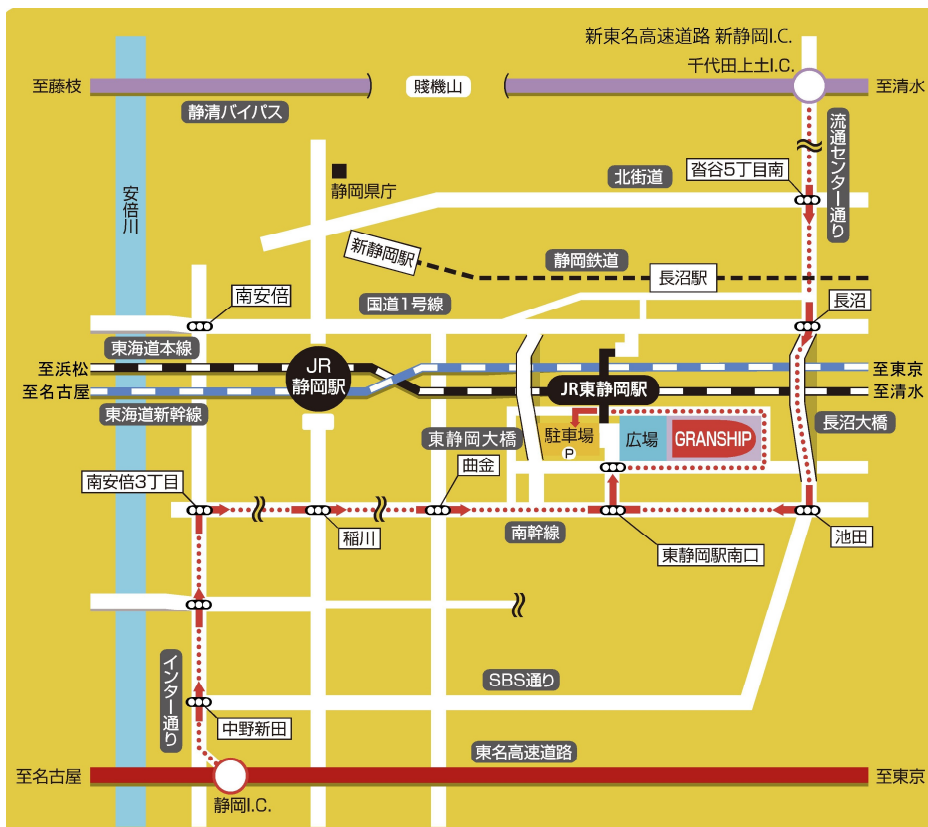 新東名高速道路 新静岡I.C.
千代田上土I.C.
至藤枝
賤機山
至清水
静清バイパス
流通センター通り
沓谷5丁目南
北街道
静岡県庁
安倍川
新静岡駅
静岡鉄道
長沼駅
南安倍
国道1号線
長沼
東海道本線
至浜松
JR
静岡駅
至東京
至名古屋
JR東静岡駅
至清水
東海道新幹線
東静岡大橋
駐車場
P
広場
GRANSHIP
長沼大橋
曲金
南安倍3丁目
稲川
南幹線
東静岡駅南口
池田
インター通り
SBS通り
中野新田
東名高速道路
至名古屋
至東京
静岡I.C.